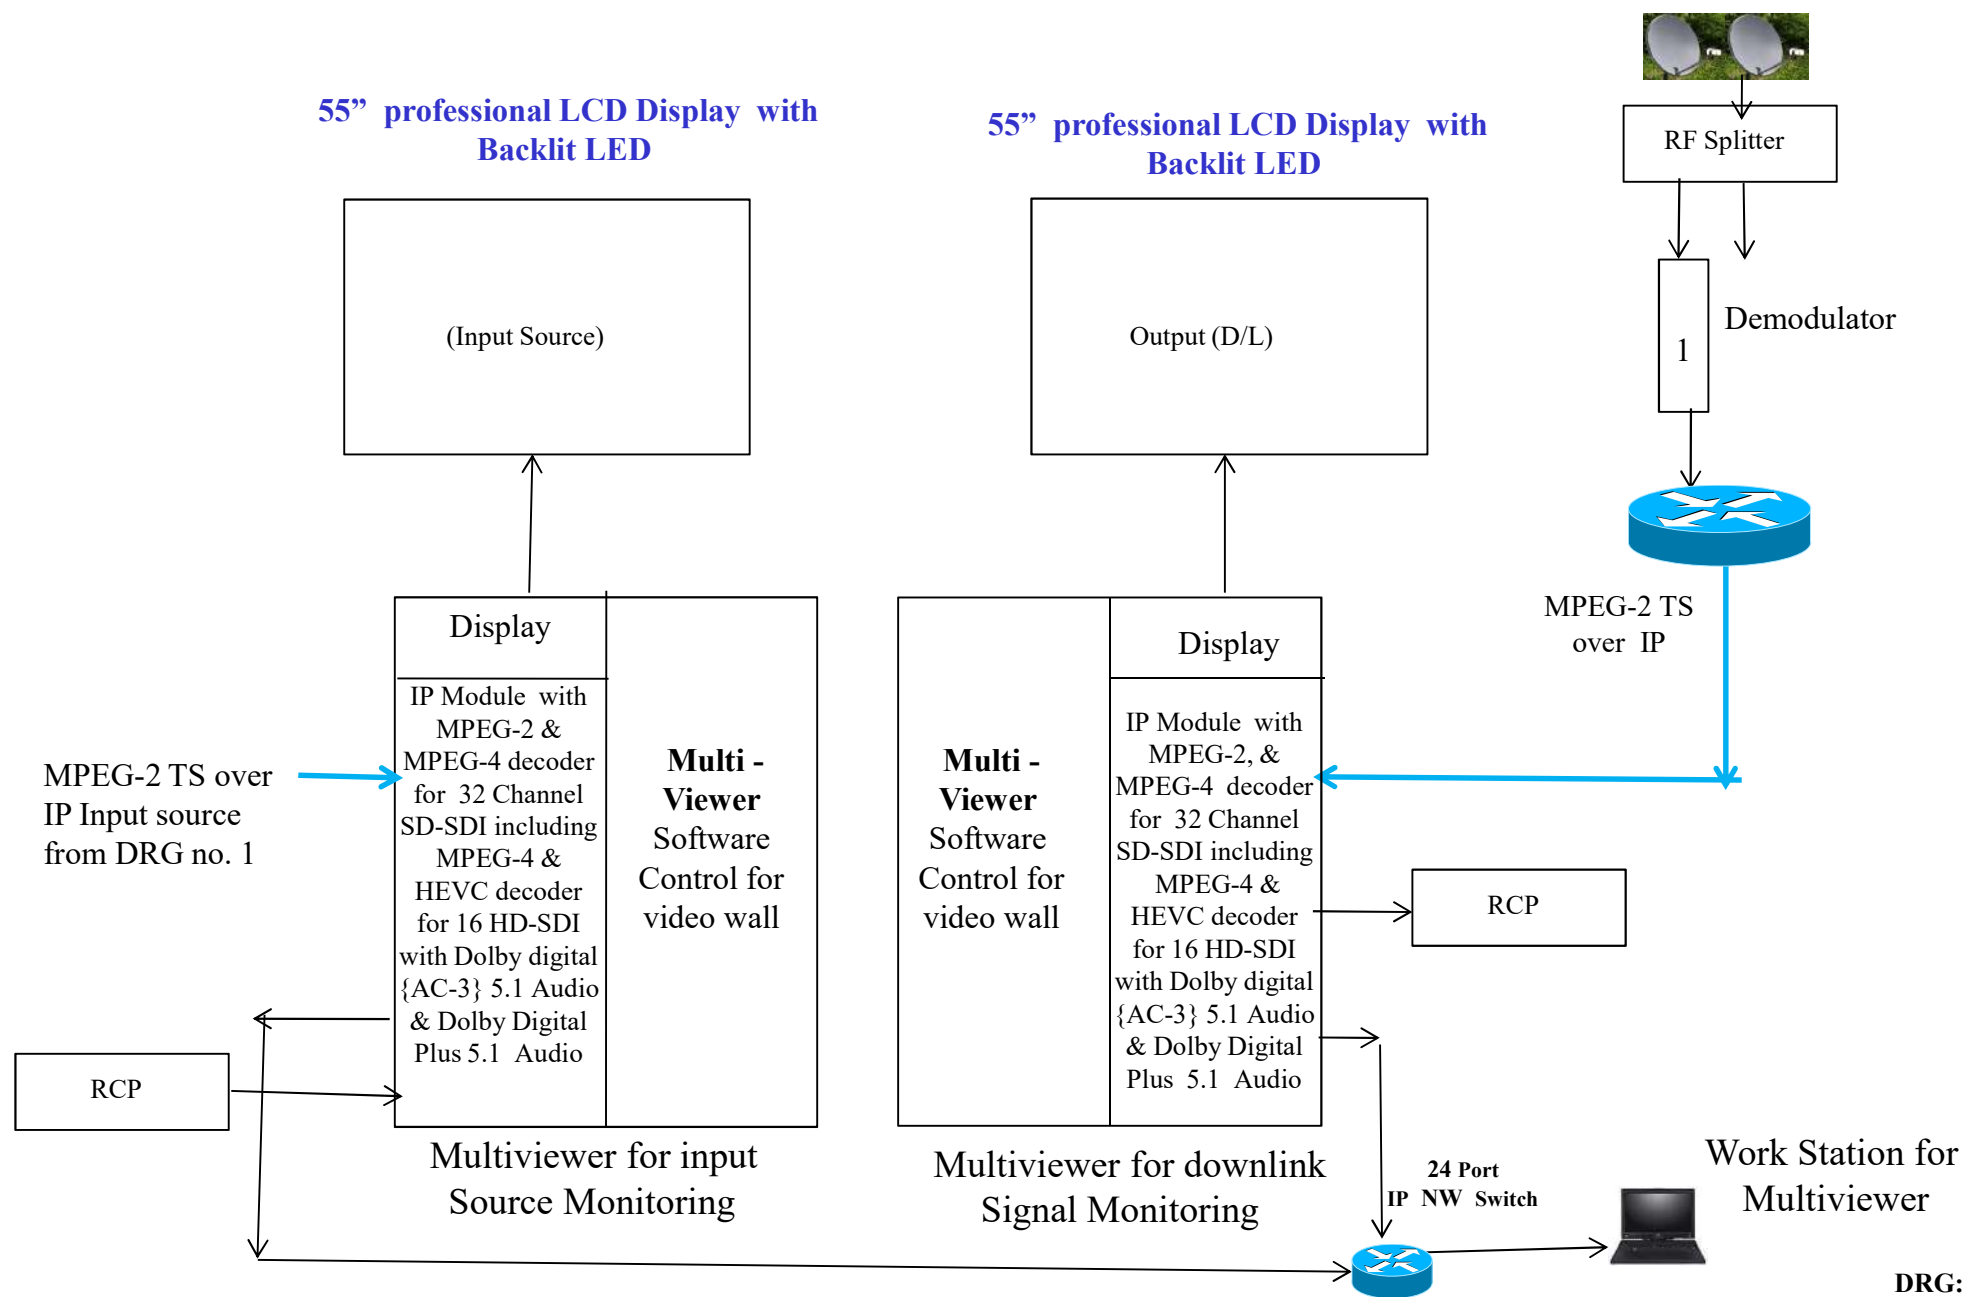 55” professional LCD Display with
Backlit LED
55” professional LCD Display with
Backlit LED
RF Splitter
(Input Source)
Output (D/L)
Demodulator
1
MPEG-2 TS
over IP
Display
IP Module with
MPEG-2 &
MPEG-4 decoder
for 32 Channel
SD-SDI including
MPEG-4 &
HEVC decoder
for 16 HD-SDI
with Dolby digital
{AC-3} 5.1 Audio
& Dolby Digital
Plus 5.1 Audio
Multi -
Viewer
Software
Control for
video wall
Multi -
Viewer
Software
Control for
video wall
Display
IP Module with
MPEG-2, &
MPEG-4 decoder
for 32 Channel
SD-SDI including
MPEG-4 &
HEVC decoder
for 16 HD-SDI
with Dolby digital
{AC-3} 5.1 Audio
& Dolby Digital
Plus 5.1 Audio
MPEG-2 TS over
IP Input source
from DRG no. 1
RCP
RCP
Multiviewer for input
Source Monitoring
Multiviewer for downlink
Signal Monitoring
24 Port
IP NW Switch
Work Station for
Multiviewer
DRG: